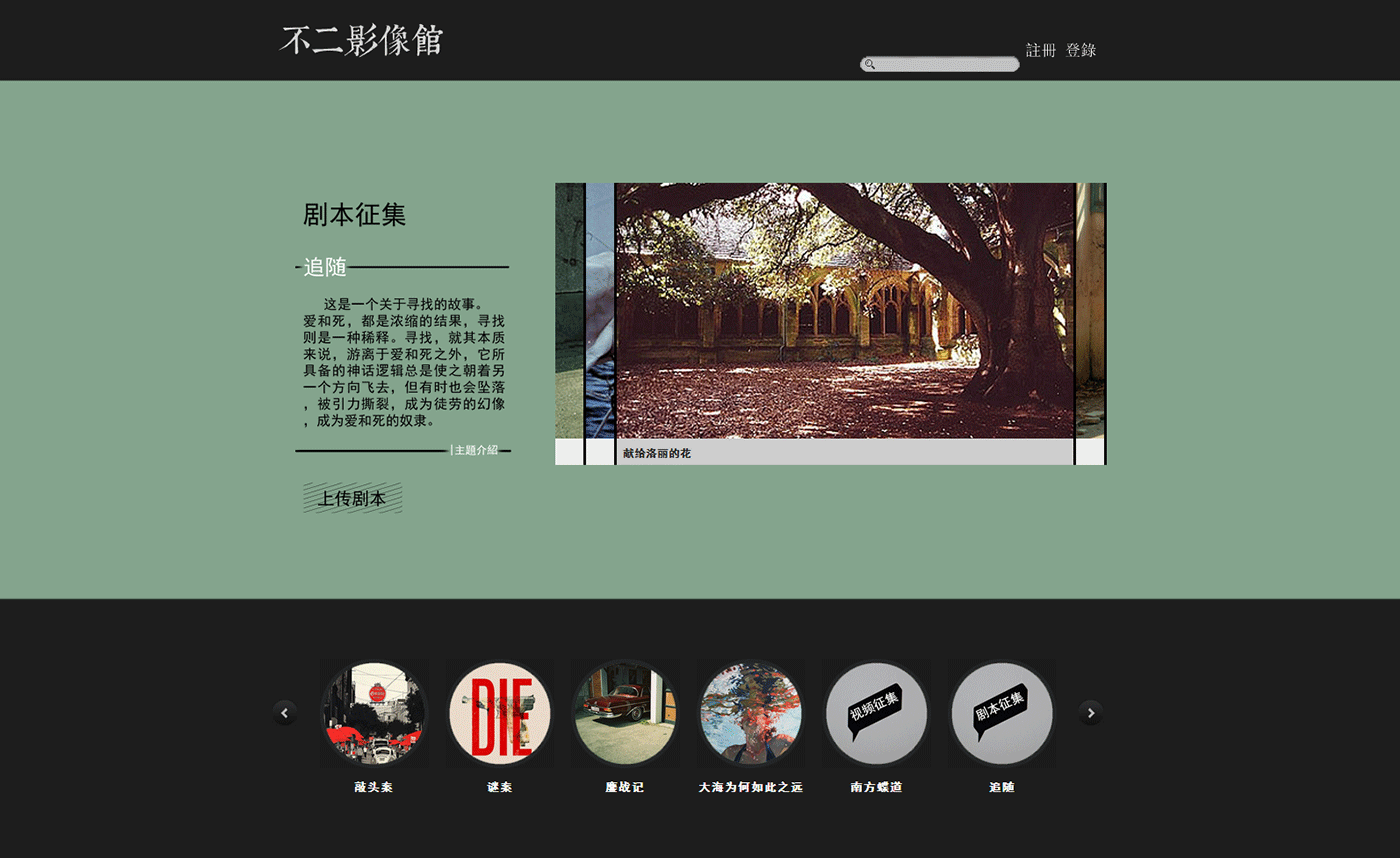 不二影像館
註冊 登錄
剧本征集
追随
这是一个关于寻找的故事。
爱和死，都是浓缩的结果，寻找
则是一种稀释。寻找，就其本质
来说，游离于爱和死之外，它所
具备的神话逻辑总是使之朝着另
一个方向飞去，但有时也会坠落
，被引力撕裂，成为徒劳的幻像
，成为爱和死的奴隶。
|主題介紹
上传剧本
献给洛丽的花
DIE
视频征集
剧本征集
敲头案
谜案
鏖战记
大海为何如此之远
南方蝶道
追随